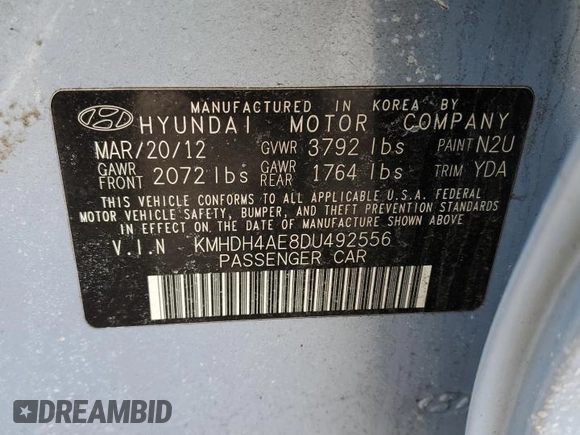 MANUFACTURED IN KOREA BY
HYUNDAI MOTOR COMPANY
MAR/20/12 GVWR 3792 lbs PAINT N2U
GAWR FRONT 2072 lbs GAWR REAR 1764 lbs TRIM YDA
THIS VEHICLE CONFORMS TO ALL APPLICABLE U.S.A. FEDERAL
MOTOR VEHICLE SAFETY, BUMPER, AND THEFT PREVENTION STANDARDS
IN EFFECT ON THE DATE OF MANUFACTURE SHOWN ABOVE.
V.I.N KMHDH4AE8DU492556
PASSENGER CAR
DREAMBID